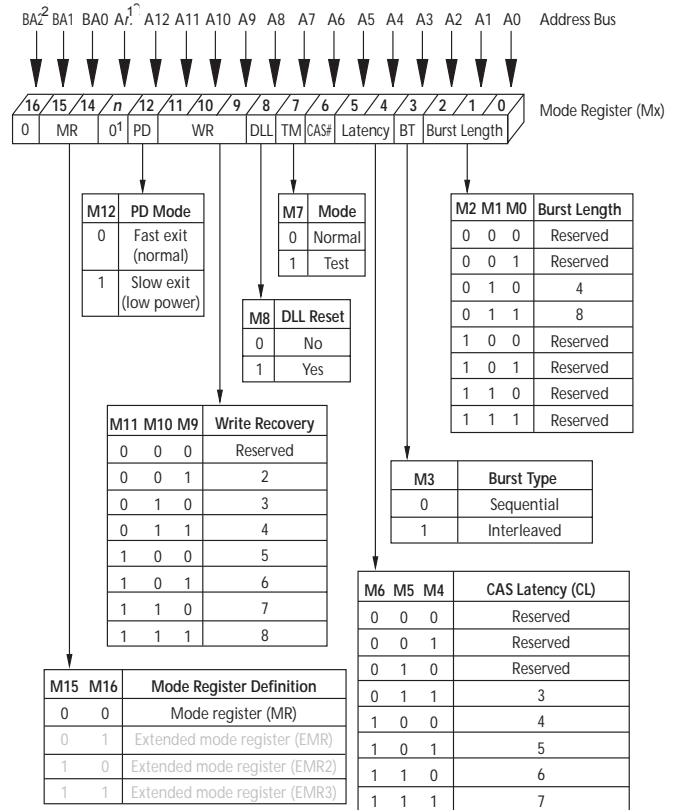 BA2² BA1 BA0 An¹ A12 A11 A10 A9 A8 A7 A6 A5 A4 A3 A2 A1 A0 Address Bus
16 15 14 n 12 11 10 9 8 7 6 5 4 3 2 1 0 Mode Register (Mx)
0 MR 0¹ PD WR DLL TM CAS# Latency BT Burst Length
M12 PD Mode
0 Fast exit
(normal)
1 Slow exit
(low power)
M7 Mode
0 Normal
1 Test
M2 M1 M0 Burst Length
0 0 0 Reserved
0 0 1 Reserved
0 1 0 4
0 1 1 8
1 0 0 Reserved
1 0 1 Reserved
1 1 0 Reserved
1 1 1 Reserved
M8 DLL Reset
0 No
1 Yes
M11 M10 M9 Write Recovery
0 0 0 Reserved
0 0 1 2
0 1 0 3
0 1 1 4
1 0 0 5
1 0 1 6
1 1 0 7
1 1 1 8
M3 Burst Type
0 Sequential
1 Interleaved
M6 M5 M4 CAS Latency (CL)
0 0 0 Reserved
0 0 1 Reserved
0 1 0 Reserved
0 1 1 3
1 0 0 4
1 0 1 5
1 1 0 6
1 1 1 7
M15 M16 Mode Register Definition
0 0 Mode register (MR)
0 1 Extended mode register (EMR)
1 0 Extended mode register (EMR2)
1 1 Extended mode register (EMR3)